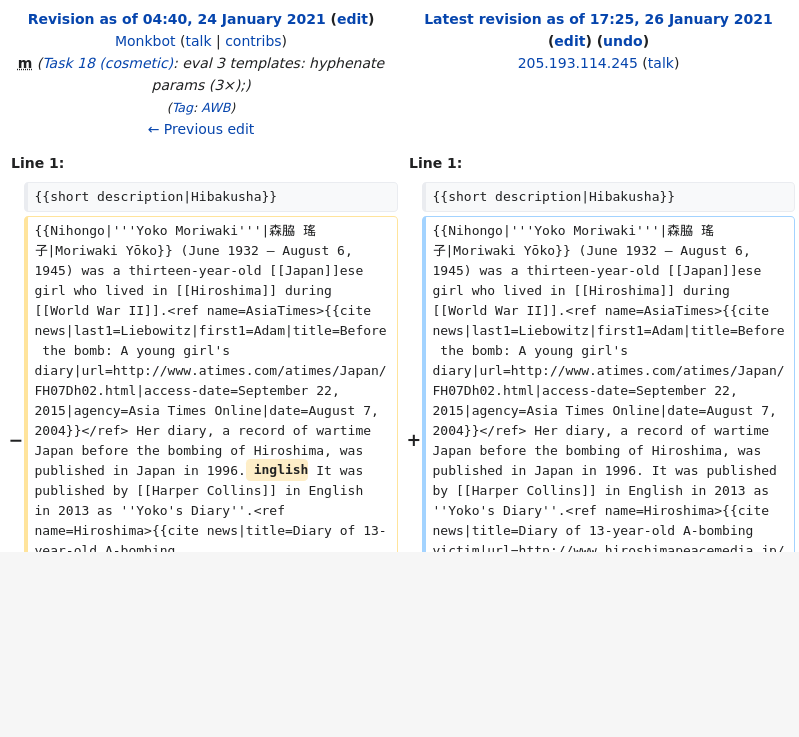 Revision as of 04:40, 24 January 2021 (edit)
Monkbot (talk | contribs)
m (Task 18 (cosmetic): eval 3 templates: hyphenate
params (3×);)
(Tag: AWB)
← Previous edit
Latest revision as of 17:25, 26 January 2021
(edit) (undo)
205.193.114.245 (talk)
Line 1:
{{short description|Hibakusha}}
− {{Nihongo|'''Yoko Moriwaki'''|森脇 瑤
子|Moriwaki Yōko}} (June 1932 – August 6,
1945) was a thirteen-year-old [[Japan]]ese
girl who lived in [[Hiroshima]] during
[[World War II]].<ref name=AsiaTimes>{{cite
news|last1=Liebowitz|first1=Adam|title=Before
the bomb: A young girl's
diary|url=http://www.atimes.com/atimes/Japan/
FH07Dh02.html|access-date=September 22,
2015|agency=Asia Times Online|date=August 7,
2004}}</ref> Her diary, a record of wartime
Japan before the bombing of Hiroshima, was
published in Japan in 1996. inglish It was
published by [[Harper Collins]] in English
in 2013 as ''Yoko's Diary''.<ref
name=Hiroshima>{{cite news|title=Diary of 13-
year-old A-bombing
Line 1:
{{short description|Hibakusha}}
+ {{Nihongo|'''Yoko Moriwaki'''|森脇 瑤
子|Moriwaki Yōko}} (June 1932 – August 6,
1945) was a thirteen-year-old [[Japan]]ese
girl who lived in [[Hiroshima]] during
[[World War II]].<ref name=AsiaTimes>{{cite
news|last1=Liebowitz|first1=Adam|title=Before
the bomb: A young girl's
diary|url=http://www.atimes.com/atimes/Japan/
FH07Dh02.html|access-date=September 22,
2015|agency=Asia Times Online|date=August 7,
2004}}</ref> Her diary, a record of wartime
Japan before the bombing of Hiroshima, was
published in Japan in 1996. It was published
by [[Harper Collins]] in English in 2013 as
''Yoko's Diary''.<ref name=Hiroshima>{{cite
news|title=Diary of 13-year-old A-bombing
victim|url=http://www.hiroshimapeacemedia.jp/